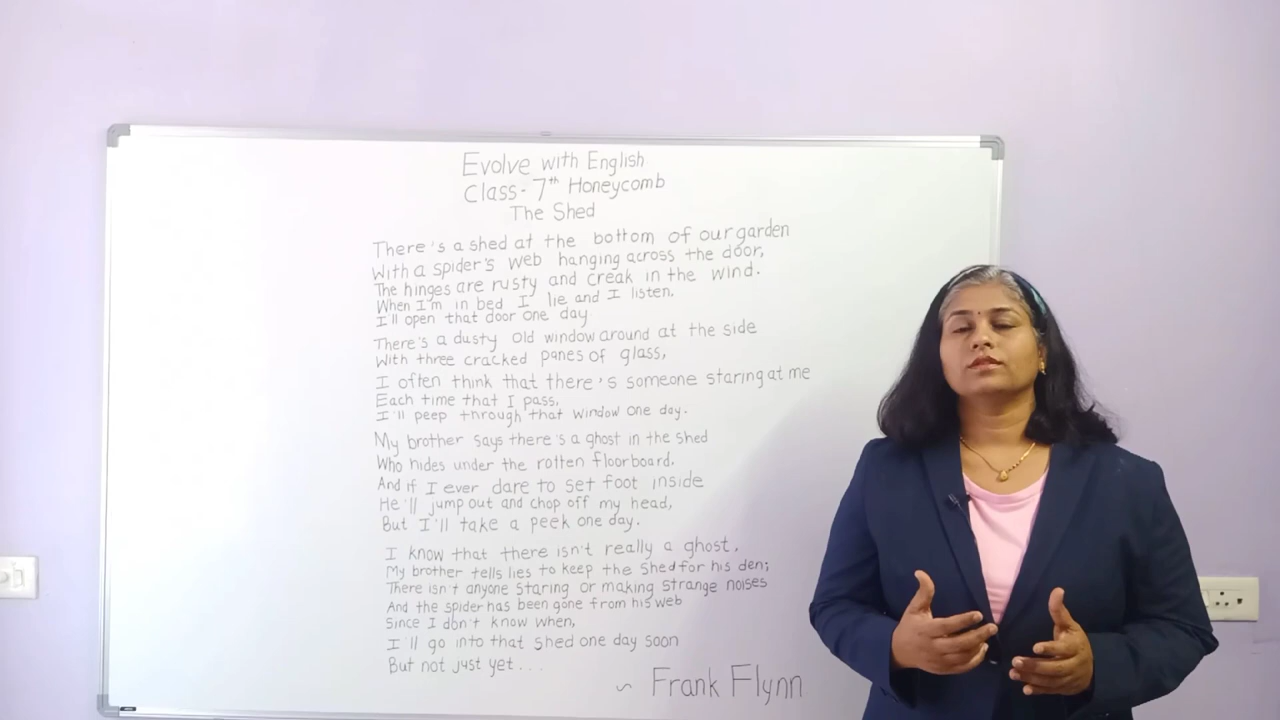 Evolve with English
Class- 7th Honeycomb
The Shed
There's a shed at the bottom of our garden
With a spider's web hanging across the door,
The hinges are rusty and creak in the wind.
When I'm in bed I lie and I listen,
I'll open that door one day
There's a dusty old window around at the side
With three cracked panes of glass,
I often think that there's someone staring at me
Each time that I pass,
I'll peep through that window one day.
My brother says there's a ghost in the shed
Who hides under the rotten floorboard,
And if I ever dare to set foot inside
He'll jump out and chop off my head,
But I'll take a peek one day.
I know that there isn't really a ghost,
My brother tells lies to keep the shed for his den;
There isn't anyone staring or making strange noises
And the spider has been gone from his web
Since I don't know when,
I'll go into that shed one day soon
But not just yet...
~ Frank Flynn